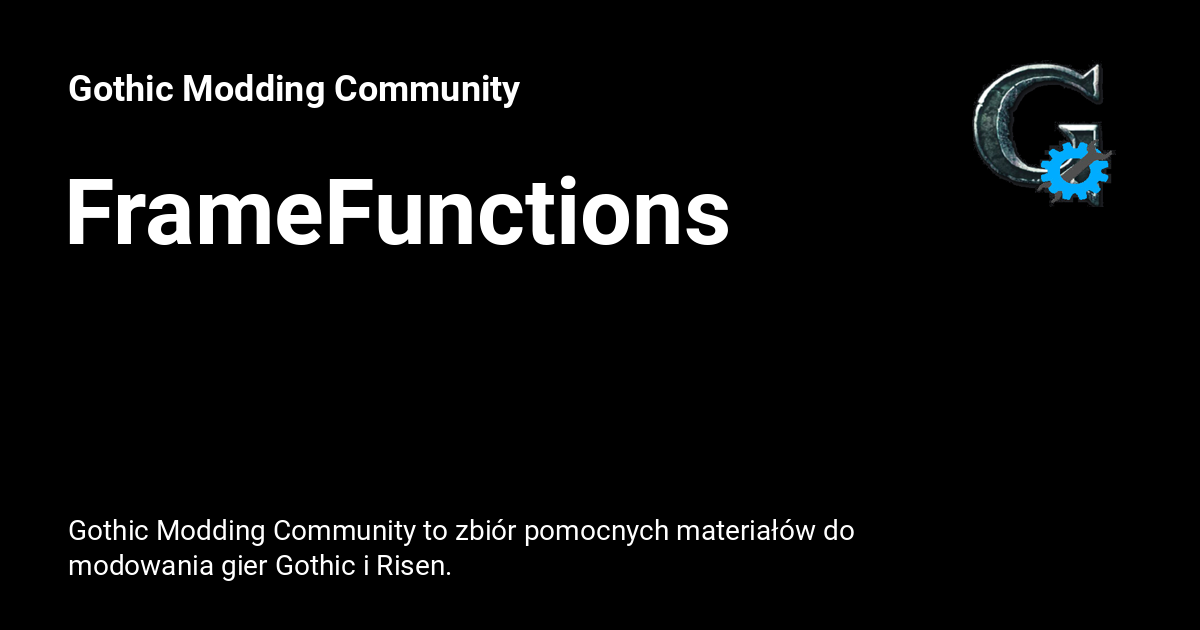 Gothic Modding Community
FrameFunctions
Gothic Modding Community to zbiór pomocnych materiałów do
modowania gier Gothic i Risen.